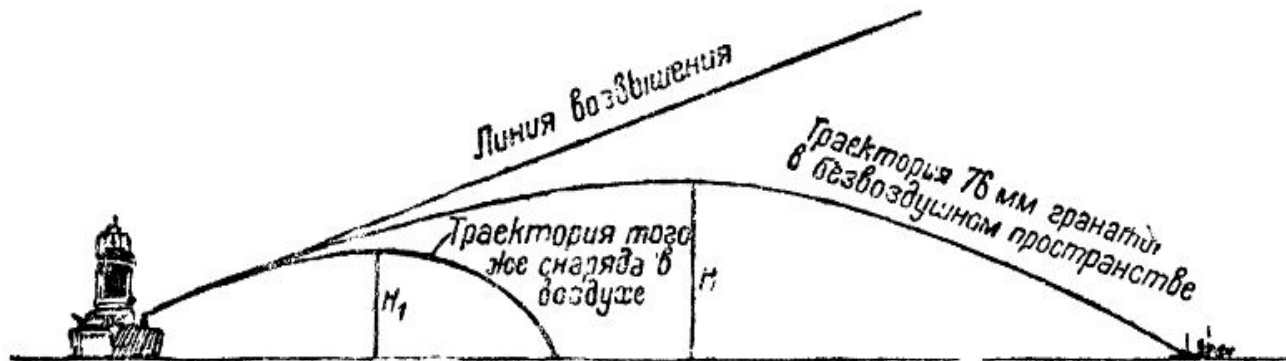 Линия возвышения
Траектория 76 мм гранаты
в безвоздушном пространстве
Траектория того
же снаряда в
воздухе
H₁
H